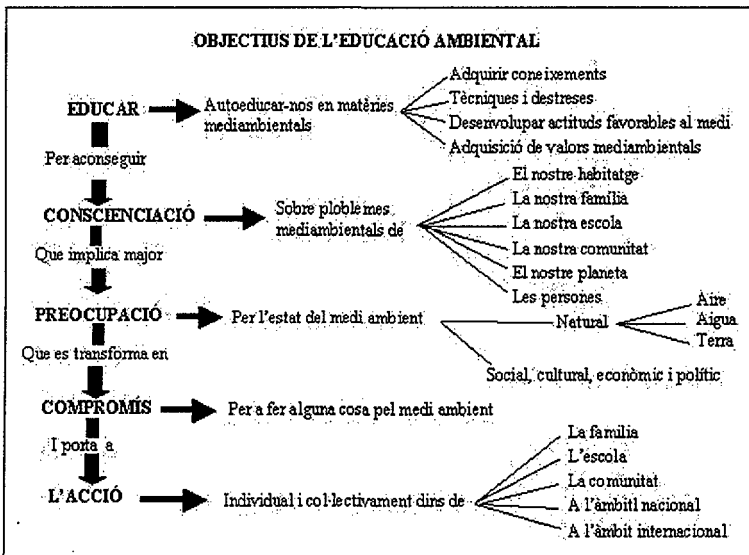 OBJECTIUS DE L'EDUCACIÓ AMBIENTAL
EDUCAR
Autoeducar-nos en matèries
mediambientals
Adquirir coneixements
Tècniques i destreses
Desenvolupar actituds favorables al medi
Adquisició de valors mediambientals
Per aconseguir
CONSCIENCIACIÓ
Sobre ploblemes
mediambientals de
El nostre habitatge
La nostra família
La nostra escola
La nostra comunitat
El nostre planeta
Les persones
Que implica major
PREOCUPACIÓ
Per l'estat del medi ambient
Natural
Aire
Aigua
Terra
Social, cultural, econòmic i polític
Que es transforma en
COMPROMÍS
Per a fer alguna cosa pel medi ambient
I porta a
L'ACCIÓ
Individual i col·lectivament dins de
La família
L'èscola
La comunitat
A l'àmbitl nacional
A l'àmbit internacional